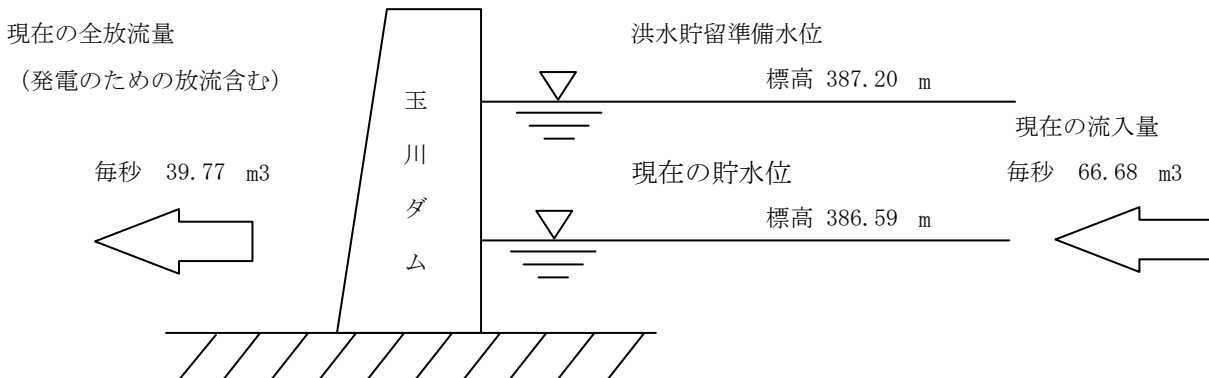 現在の全放流量
（発電のための放流含む）
毎秒 39.77 m3
玉川ダム
洪水貯留準備水位
標高 387.20 m
現在の貯水位
標高 386.59 m
現在の流入量
毎秒 66.68 m3